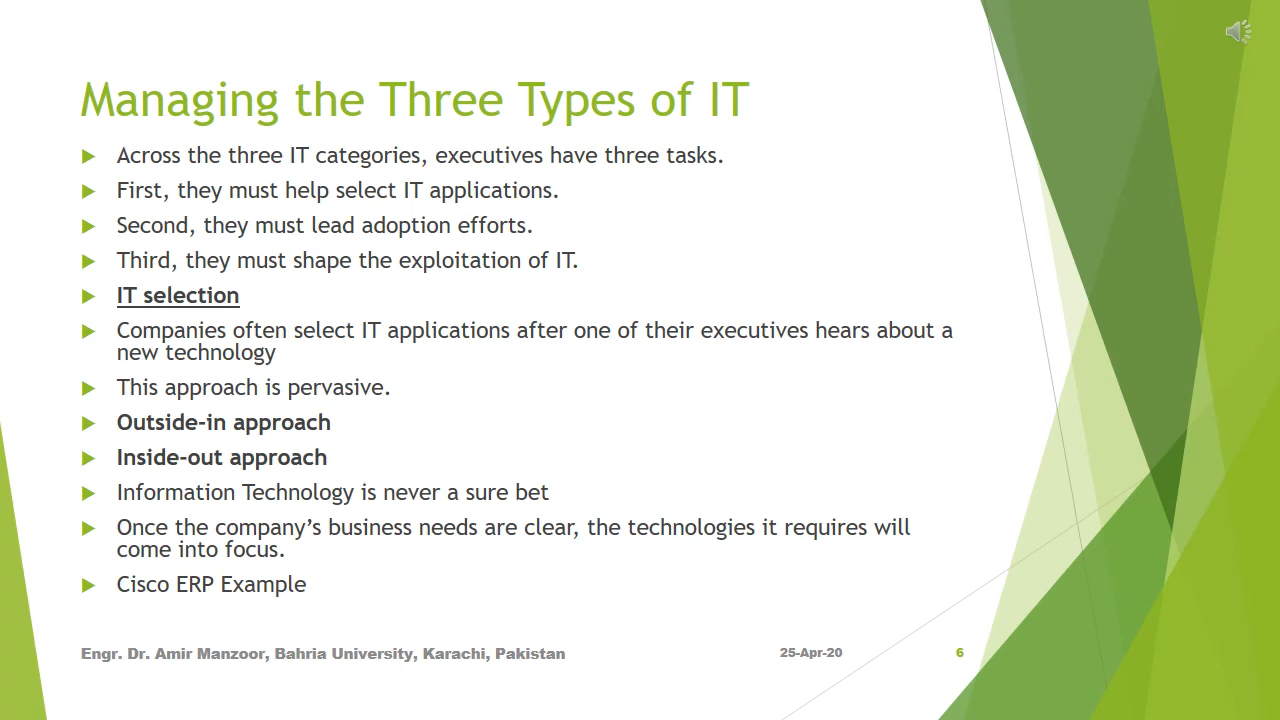 Managing the Three Types of IT
Across the three IT categories, executives have three tasks.
First, they must help select IT applications.
Second, they must lead adoption efforts.
Third, they must shape the exploitation of IT.
IT selection
Companies often select IT applications after one of their executives hears about a
new technology
This approach is pervasive.
Outside-in approach
Inside-out approach
Information Technology is never a sure bet
Once the company’s business needs are clear, the technologies it requires will
come into focus.
Cisco ERP Example
Engr. Dr. Amir Manzoor, Bahria University, Karachi, Pakistan
25-Apr-20
6